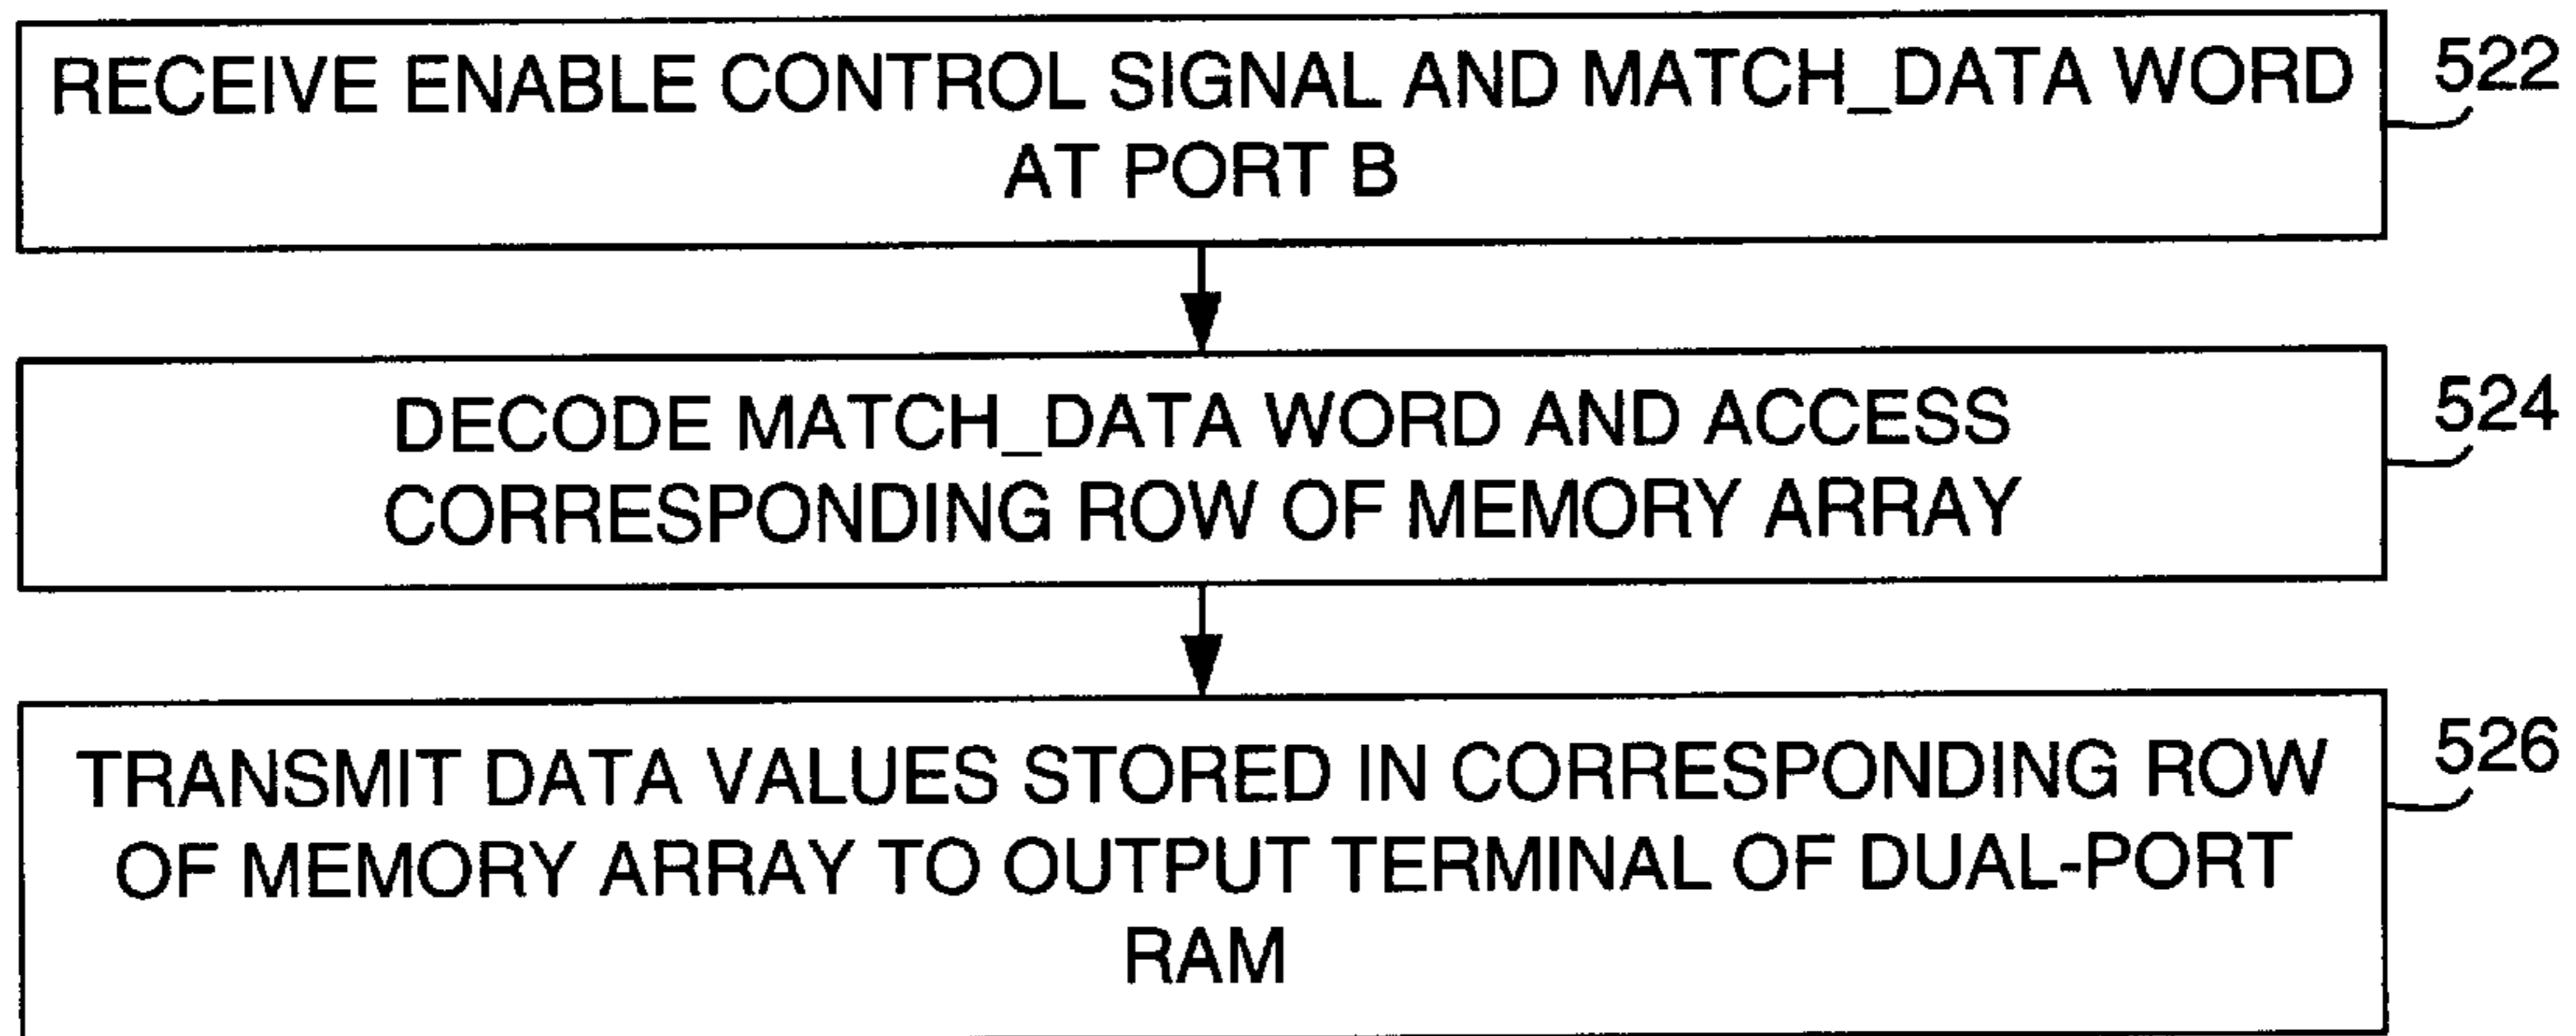 RECEIVE ENABLE CONTROL SIGNAL AND MATCH_DATA WORD
AT PORT B
522
DECODE MATCH_DATA WORD AND ACCESS
CORRESPONDING ROW OF MEMORY ARRAY
524
TRANSMIT DATA VALUES STORED IN CORRESPONDING ROW
OF MEMORY ARRAY TO OUTPUT TERMINAL OF DUAL-PORT
RAM
526